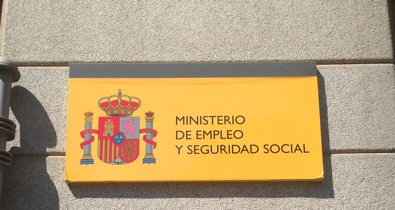 MINISTERIO
DE EMPLEO
Y SEGURIDAD SOCIAL